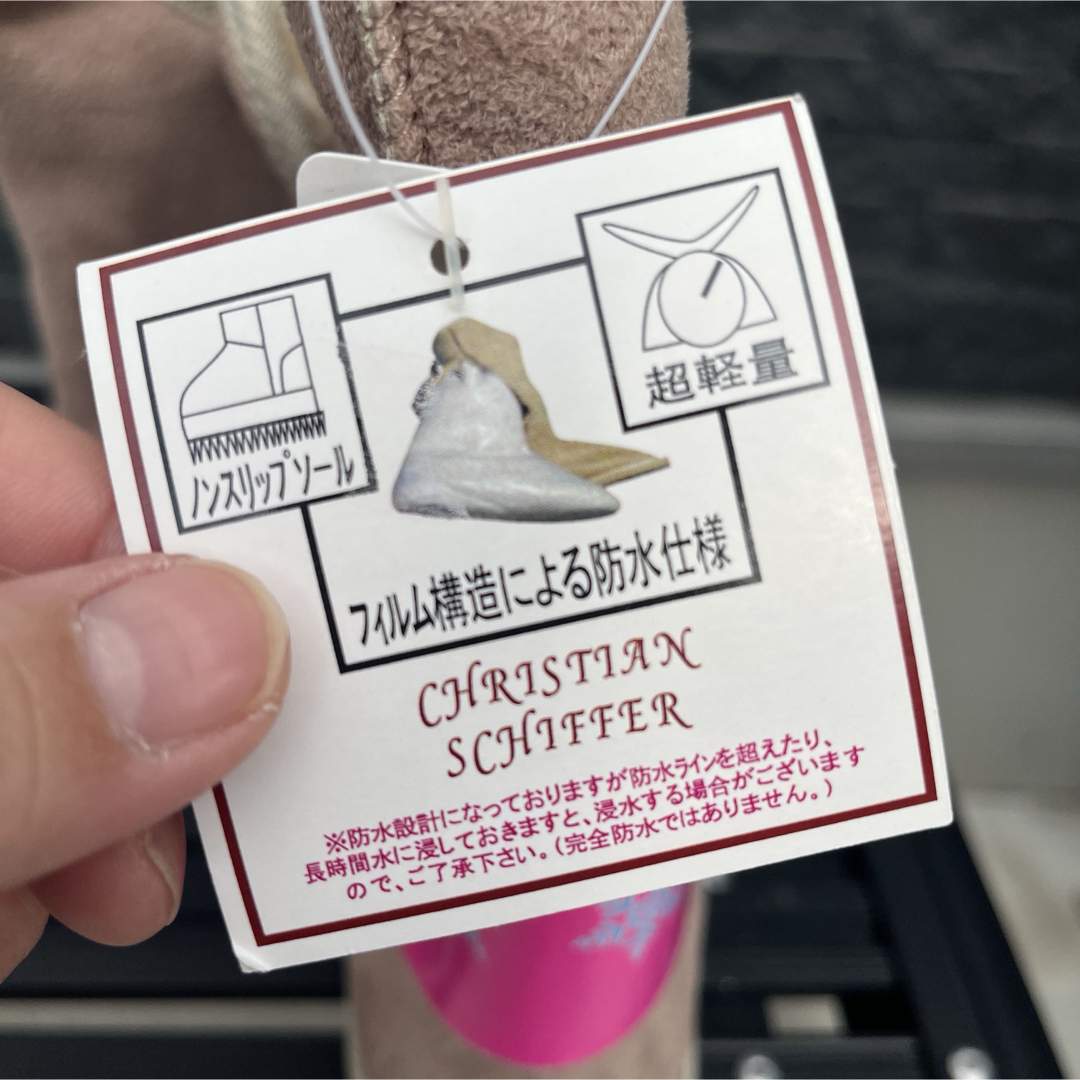 ノンスリップソール
超軽量
フィルム構造による防水仕様
CHRISTIAN
SCHIFFER
※防水設計になっておりますが防水ラインを超えたり、
長時間水に浸しておきますと、浸水する場合がございます
ので、ご了承下さい。(完全防水ではありません。)